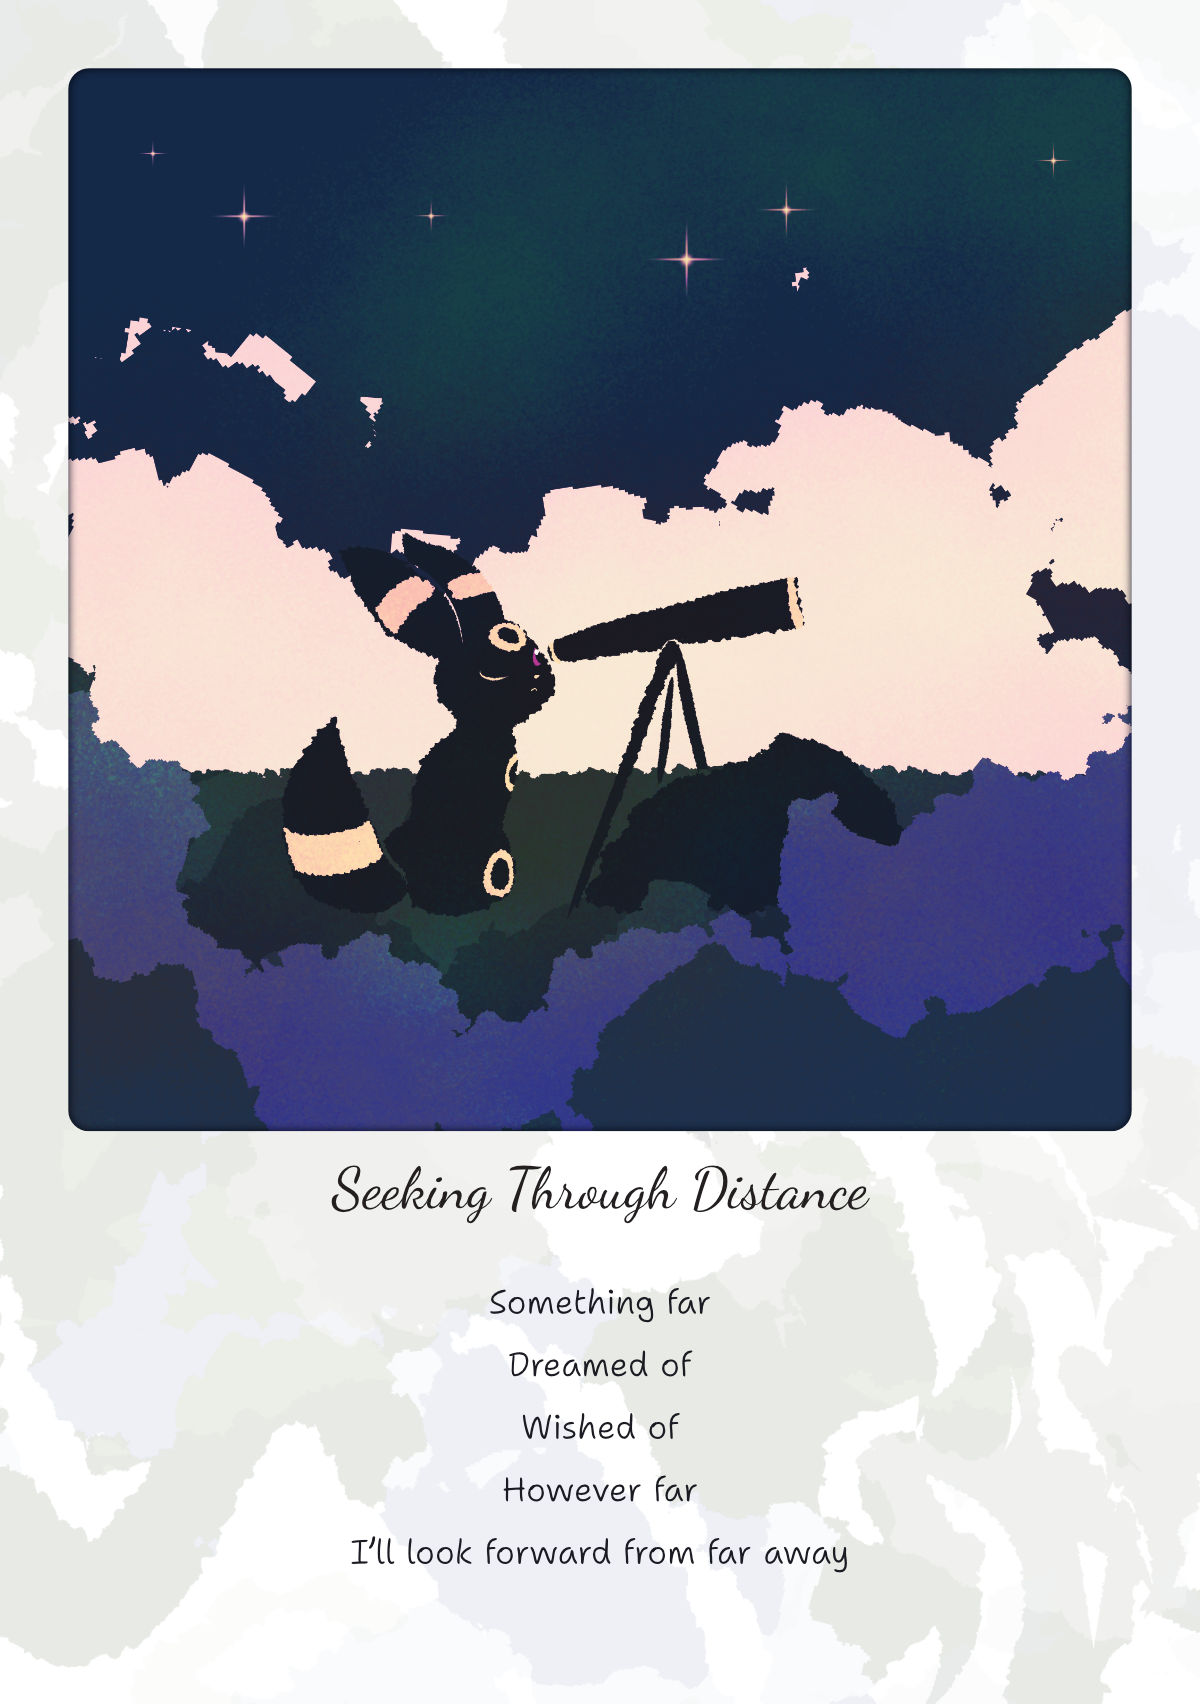 Seeking Through Distance
Something far
Dreamed of
Wished of
However far
I'll look forward from far away